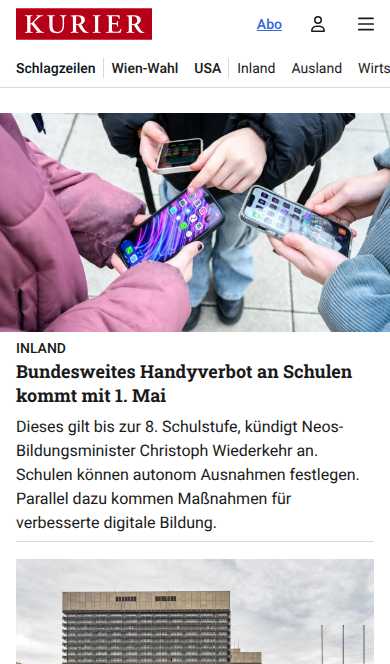 KURIER
Abo
Schlagzeilen Wien-Wahl USA Inland Ausland Wirts
INLAND
Bundesweites Handyverbot an Schulen
kommt mit 1. Mai
Dieses gilt bis zur 8. Schulstufe, kündigt Neos-
Bildungsminister Christoph Wiederkehr an.
Schulen können autonom Ausnahmen festlegen.
Parallel dazu kommen Maßnahmen für
verbesserte digitale Bildung.